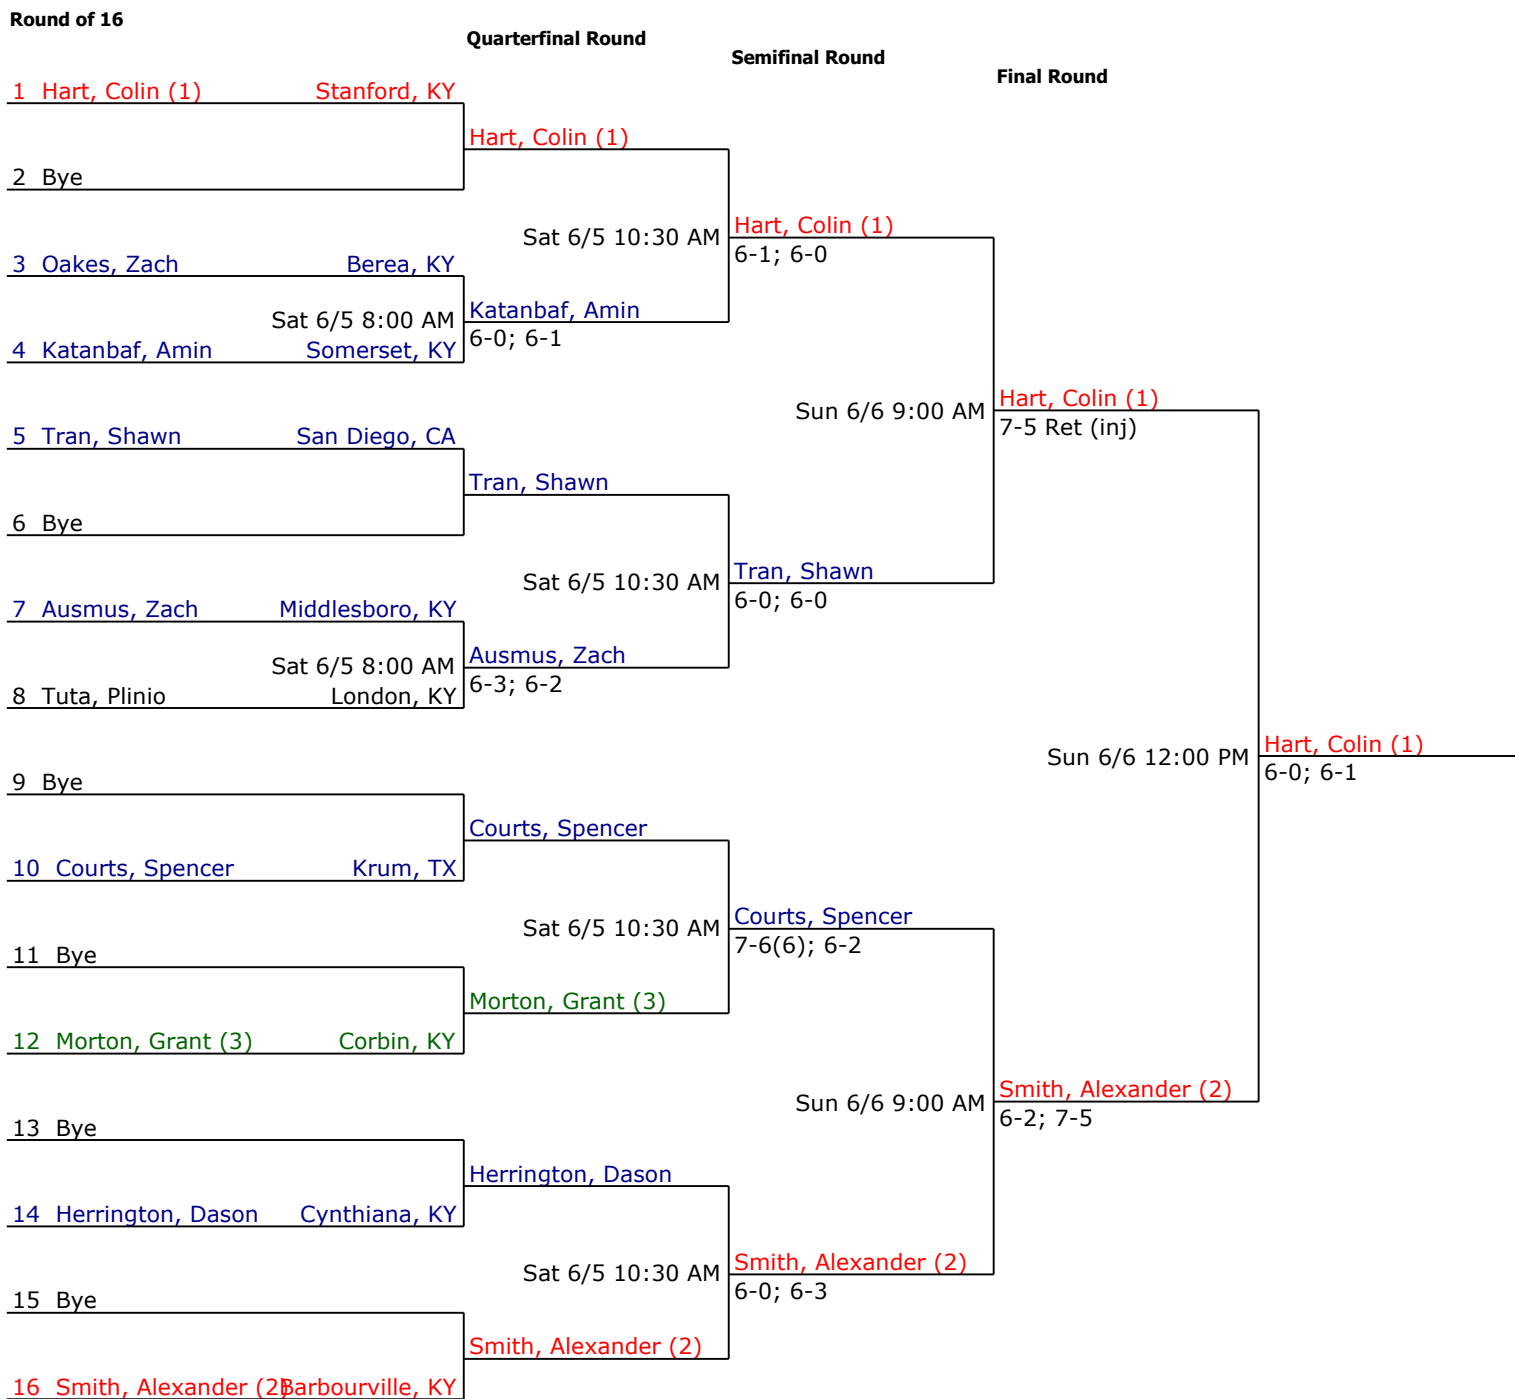 Round of 16
Quarterfinal Round
Semifinal Round
Final Round
1 Hart, Colin (1) Stanford, KY
Hart, Colin (1)
2 Bye
Sat 6/5 10:30 AM Hart, Colin (1)
6-1; 6-0
3 Oakes, Zach Berea, KY
Sat 6/5 8:00 AM Katanbaf, Amin
6-0; 6-1
4 Katanbaf, Amin Somerset, KY
Sun 6/6 9:00 AM Hart, Colin (1)
7-5 Ret (inj)
5 Tran, Shawn San Diego, CA
Tran, Shawn
6 Bye
Sat 6/5 10:30 AM Tran, Shawn
6-0; 6-0
7 Ausmus, Zach Middlesboro, KY
Sat 6/5 8:00 AM Ausmus, Zach
6-3; 6-2
8 Tuta, Plinio London, KY
Sun 6/6 12:00 PM Hart, Colin (1)
6-0; 6-1
9 Bye
Courts, Spencer
10 Courts, Spencer Krum, TX
Sat 6/5 10:30 AM Courts, Spencer
7-6(6); 6-2
11 Bye
Morton, Grant (3)
12 Morton, Grant (3) Corbin, KY
Sun 6/6 9:00 AM Smith, Alexander (2)
6-2; 7-5
13 Bye
Herrington, Dason
14 Herrington, Dason Cynthiana, KY
Sat 6/5 10:30 AM Smith, Alexander (2)
6-0; 6-3
15 Bye
Smith, Alexander (2)
16 Smith, Alexander (2) Barbourville, KY